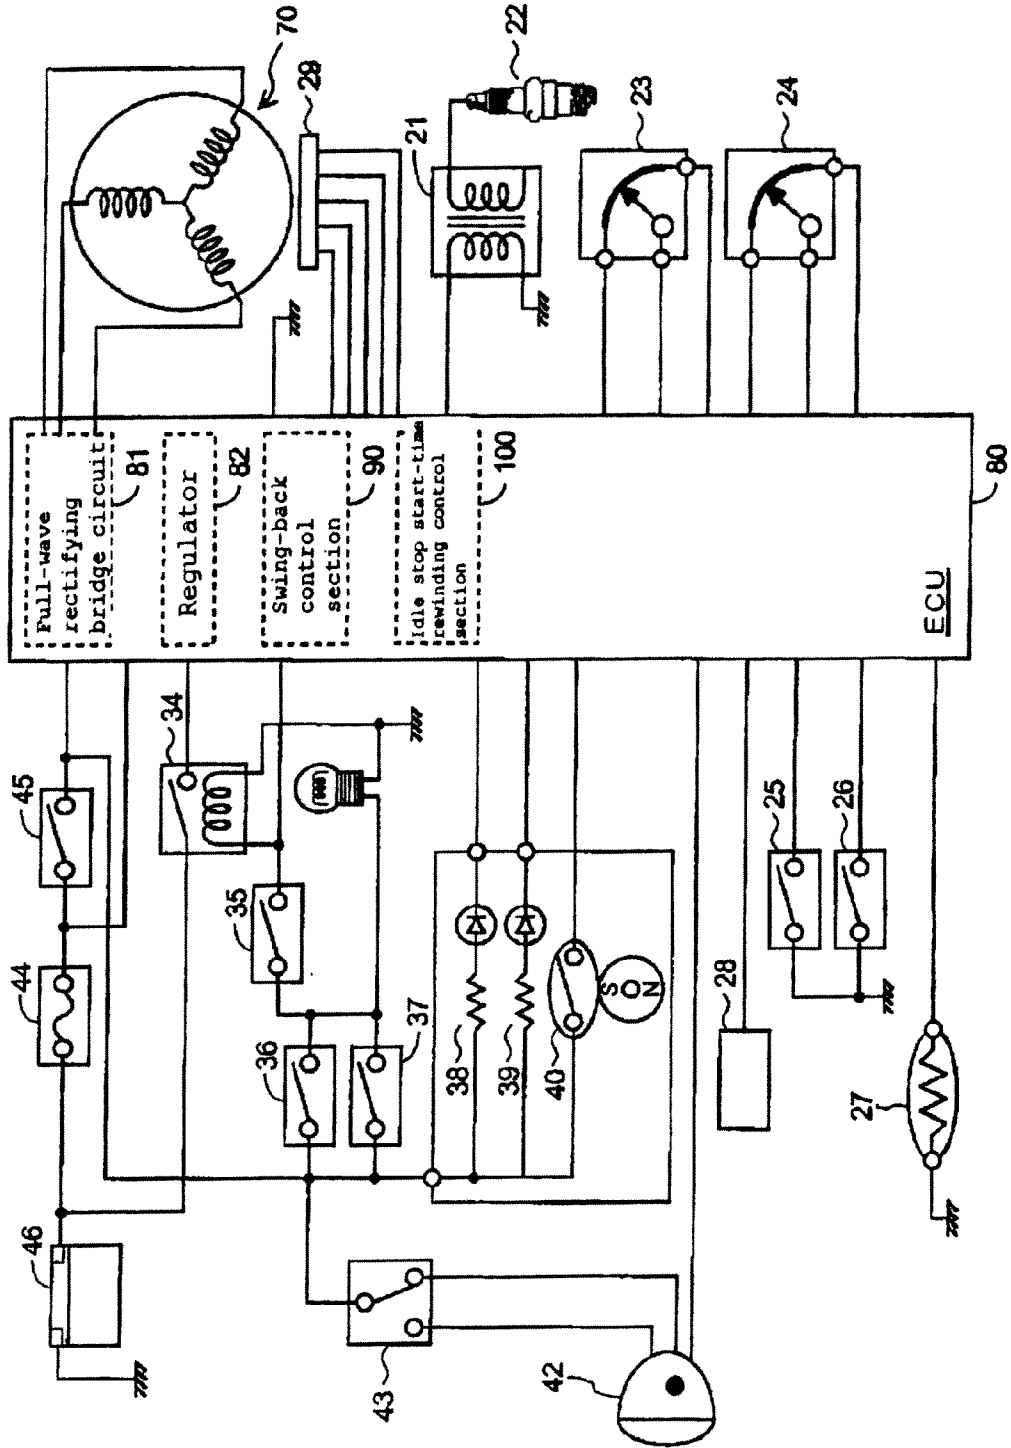 70
29
22
21
23
24
Full-wave
rectifying
bridge circuit
81
Regulator
82
Swing-back
control
section
90
Idle stop start-time
rewinding control
section
100
ECU
80
45
44
46
34
35
36
37
38
39
40
S
N
43
42
28
25
26
27